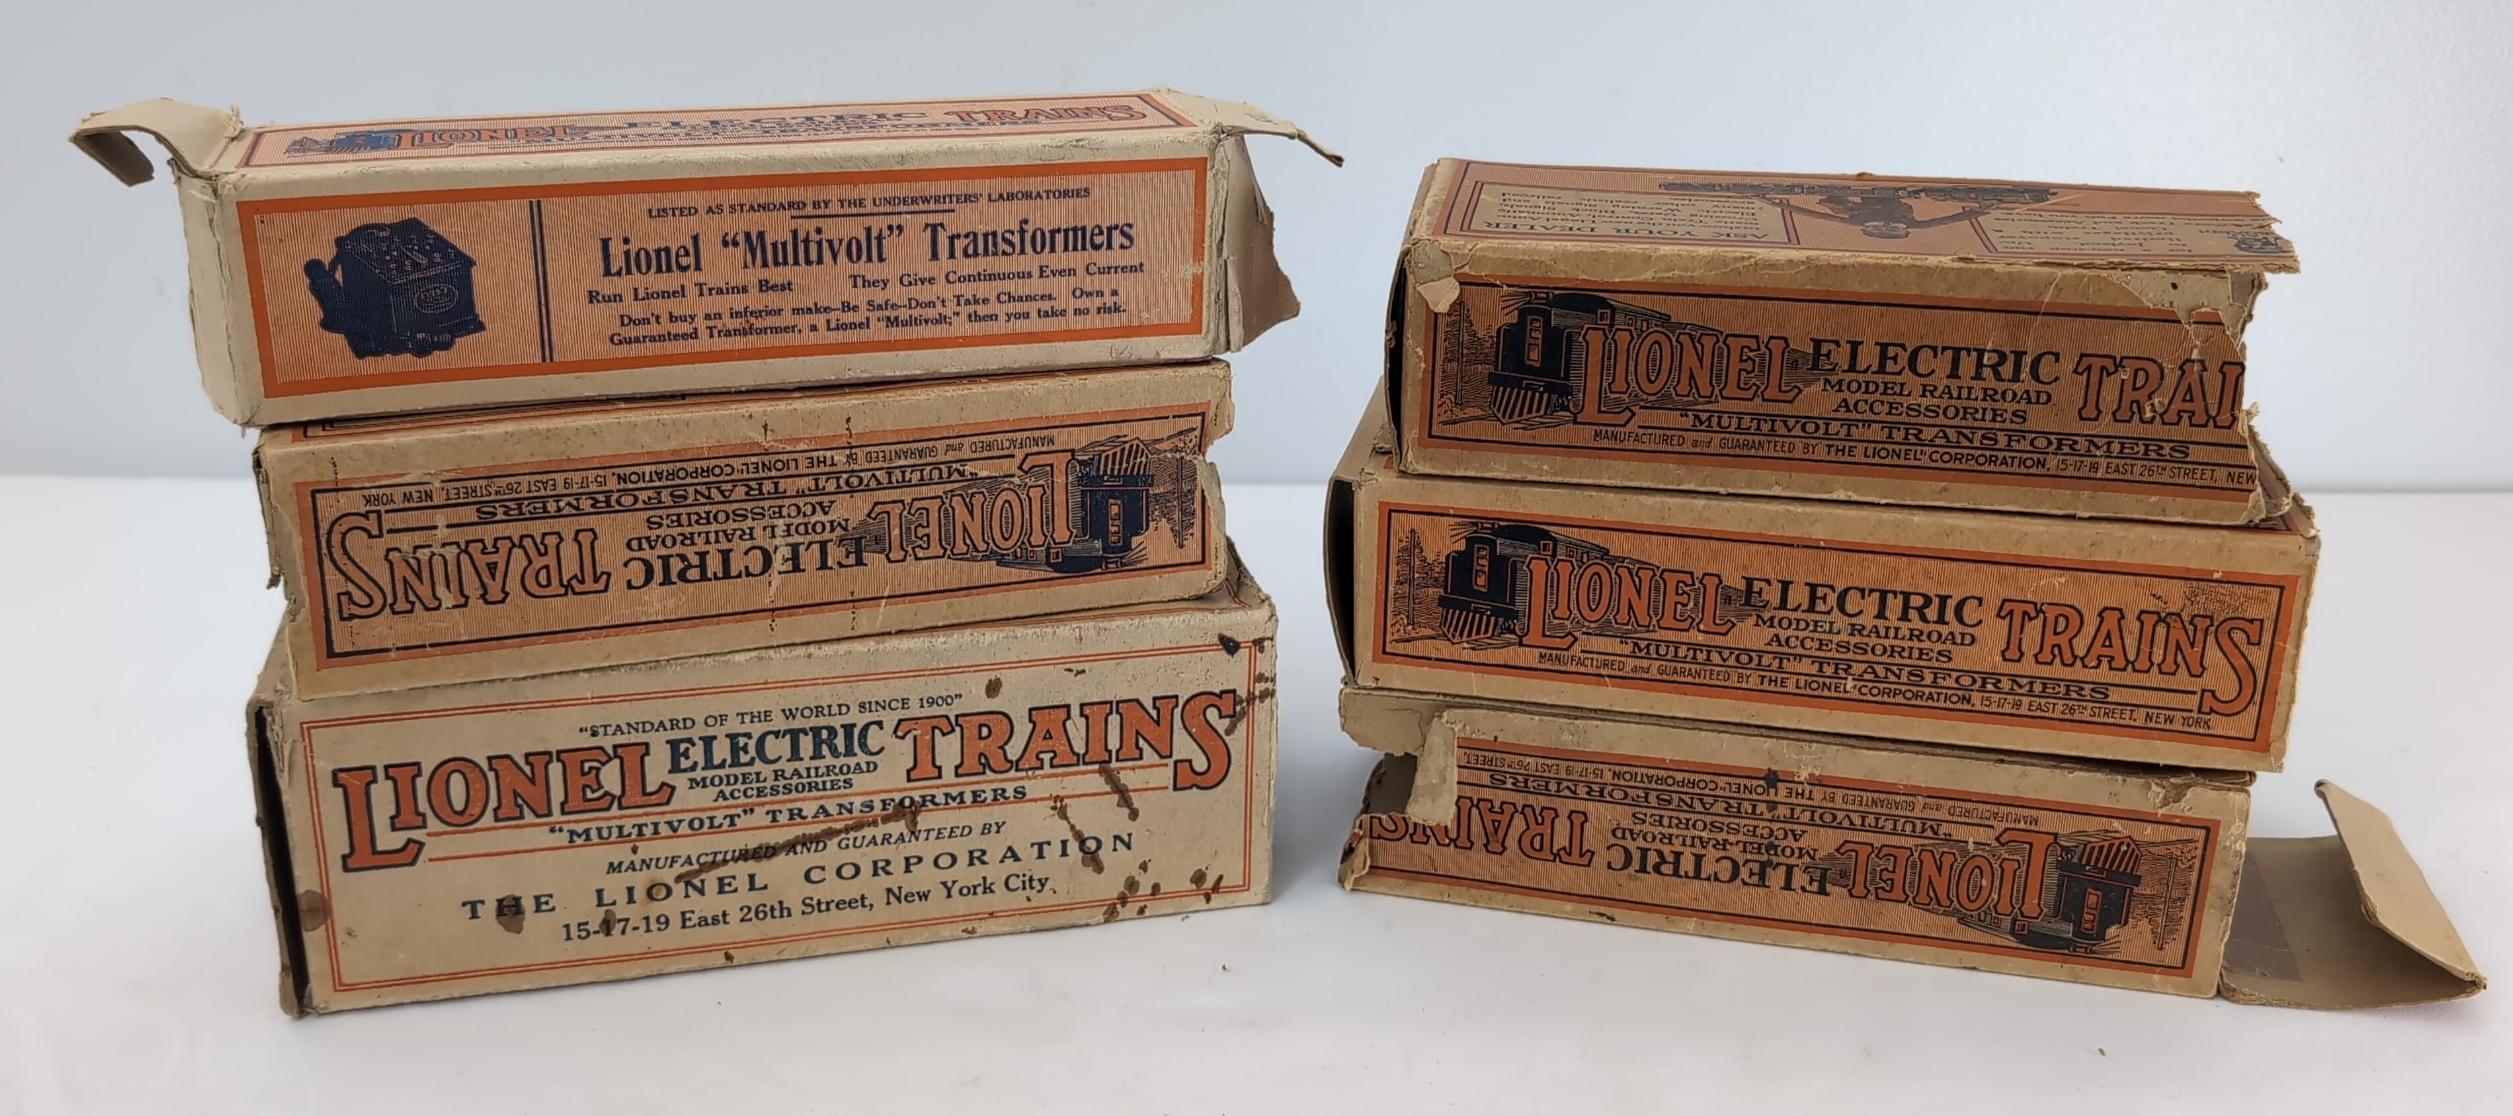 LIONEL ELECTRIC TRAINS
LISTED AS STANDARD BY THE UNDERWRITERS' LABORATORIES
Lionel "Multivolt" Transformers
Run Lionel Trains Best They Give Continuous Even Current
Don't buy an inferior make--Be Safe--Don't Take Chances. Own a
Guaranteed Transformer, a Lionel "Multivolt;" then you take no risk.
LIONEL ELECTRIC TRAINS
MODEL RAILROAD
ACCESSORIES
"MULTIVOLT" TRANSFORMERS
MANUFACTURED and GUARANTEED BY THE LIONEL CORPORATION, 15-17-19 EAST 26TH STREET, NEW YORK
"STANDARD OF THE WORLD SINCE 1900"
LIONEL ELECTRIC TRAINS
MODEL RAILROAD
ACCESSORIES
"MULTIVOLT" TRANSFORMERS
MANUFACTURED AND GUARANTEED BY
THE LIONEL CORPORATION
15-17-19 East 26th Street, New York City
ASK YOUR DEALER
LIONEL ELECTRIC TRAI
MODEL RAILROAD
ACCESSORIES
"MULTIVOLT" TRANSFORMERS
MANUFACTURED and GUARANTEED BY THE LIONEL CORPORATION, 15-17-19 EAST 26TH STREET, NEW
LIONEL ELECTRIC TRAINS
MODEL RAILROAD
ACCESSORIES
"MULTIVOLT" TRANSFORMERS
MANUFACTURED and GUARANTEED BY THE LIONEL CORPORATION, 15-17-19 EAST 26TH STREET, NEW YORK
LIONEL ELECTRIC TRAINS
MODEL RAILROAD
ACCESSORIES
"MULTIVOLT" TRANSFORMERS
MANUFACTURED and GUARANTEED BY THE LIONEL CORPORATION, 15-17-19 EAST 26TH STREET,